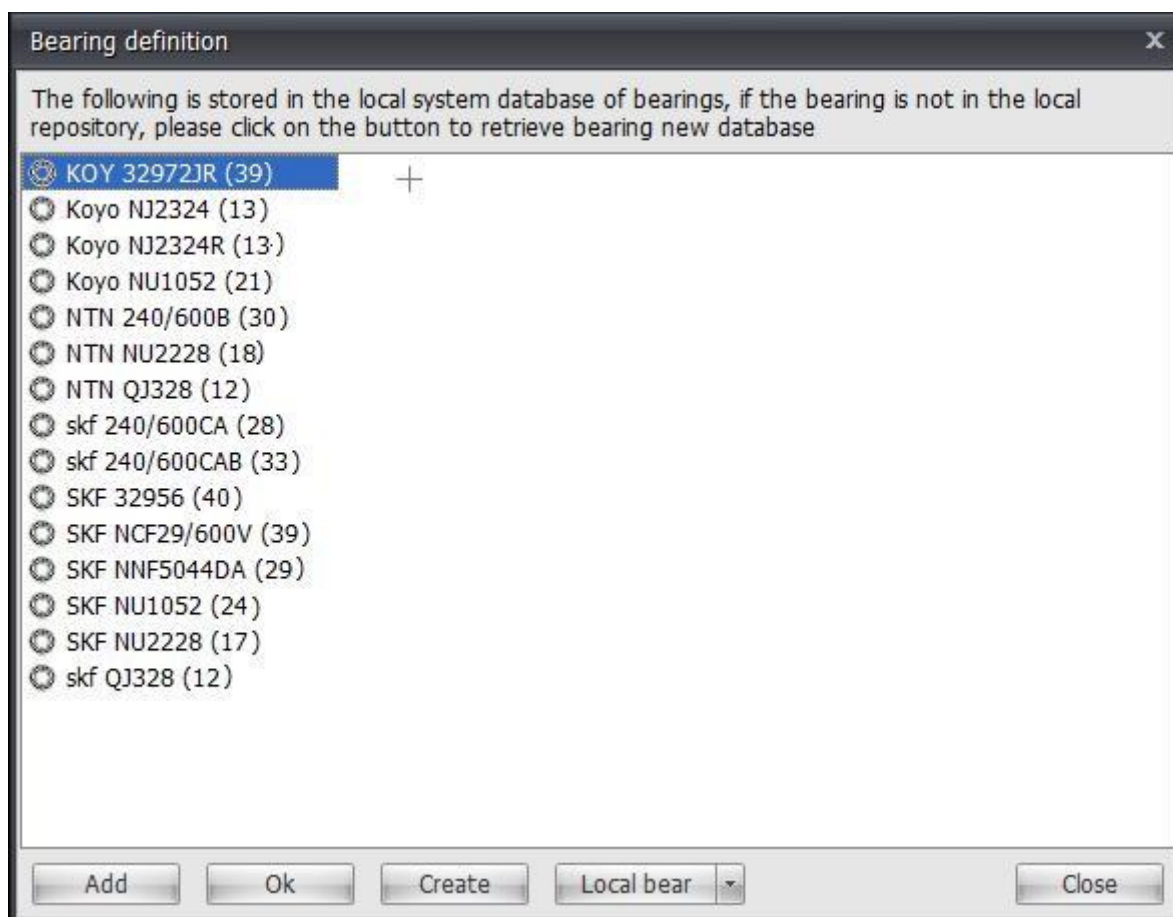 Bearing definition x
The following is stored in the local system database of bearings, if the bearing is not in the local
repository, please click on the button to retrieve bearing new database
KOY 32972JR (39)
Koyo NJ2324 (13)
Koyo NJ2324R (13)
Koyo NU1052 (21)
NTN 240/600B (30)
NTN NU2228 (18)
NTN QJ328 (12)
skf 240/600CA (28)
skf 240/600CAB (33)
SKF 32956 (40)
SKF NCF29/600V (39)
SKF NNF5044DA (29)
SKF NU1052 (24)
SKF NU2228 (17)
skf QJ328 (12)
Add Ok Create Local bear Close